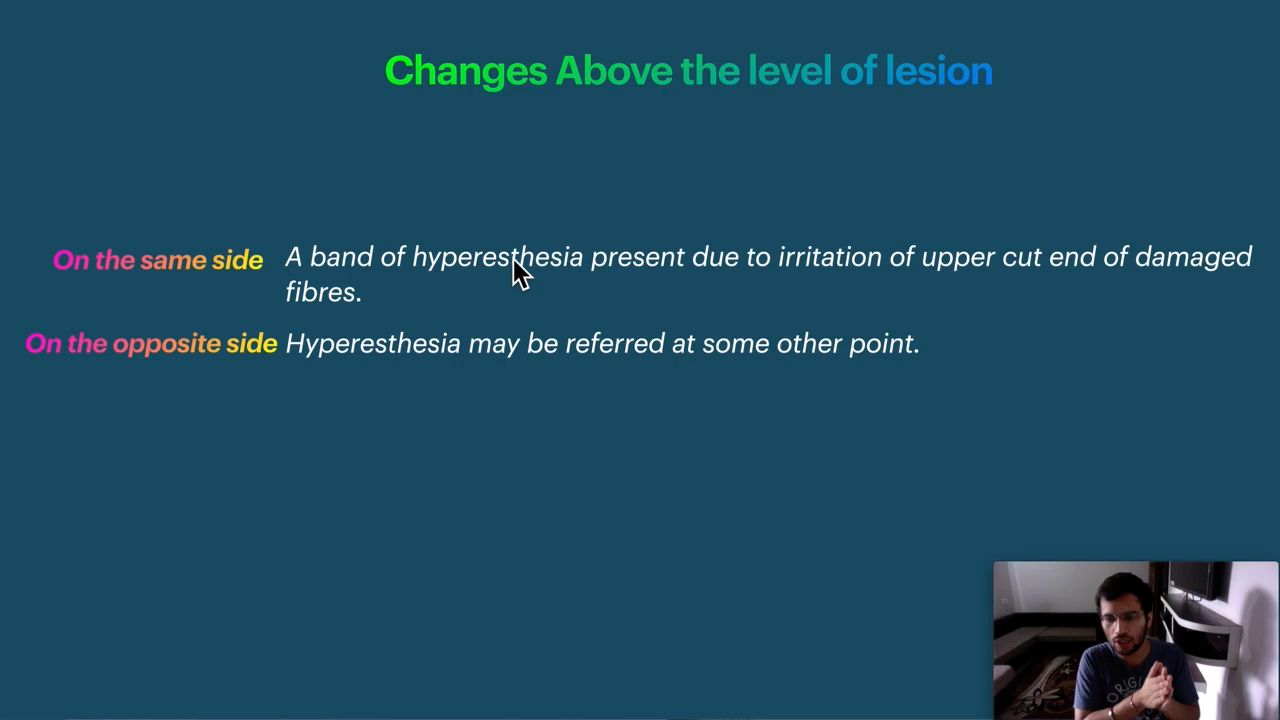 Changes Above the level of lesion
On the same side A band of hyperesthesia present due to irritation of upper cut end of damaged
fibres.
On the opposite side Hyperesthesia may be referred at some other point.